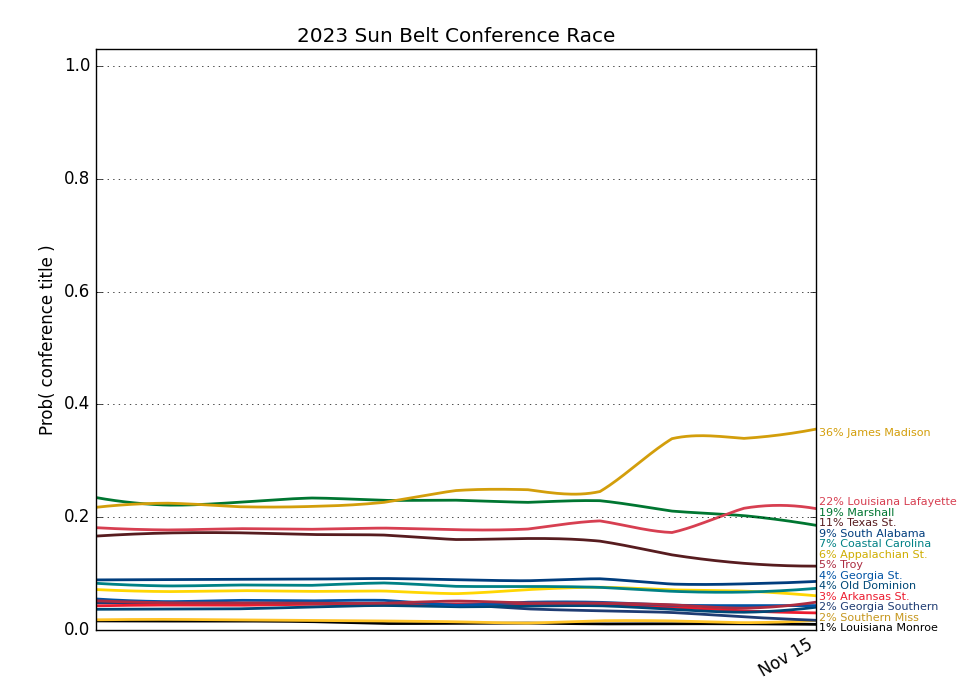 2023 Sun Belt Conference Race
Prob( conference title )
1.0
0.8
0.6
0.4
0.2
0.0
36% James Madison
22% Louisiana Lafayette
19% Marshall
11% Texas St.
9% South Alabama
7% Coastal Carolina
6% Appalachian St.
5% Troy
4% Georgia St.
4% Old Dominion
3% Arkansas St.
2% Georgia Southern
2% Southern Miss
1% Louisiana Monroe
Nov 15